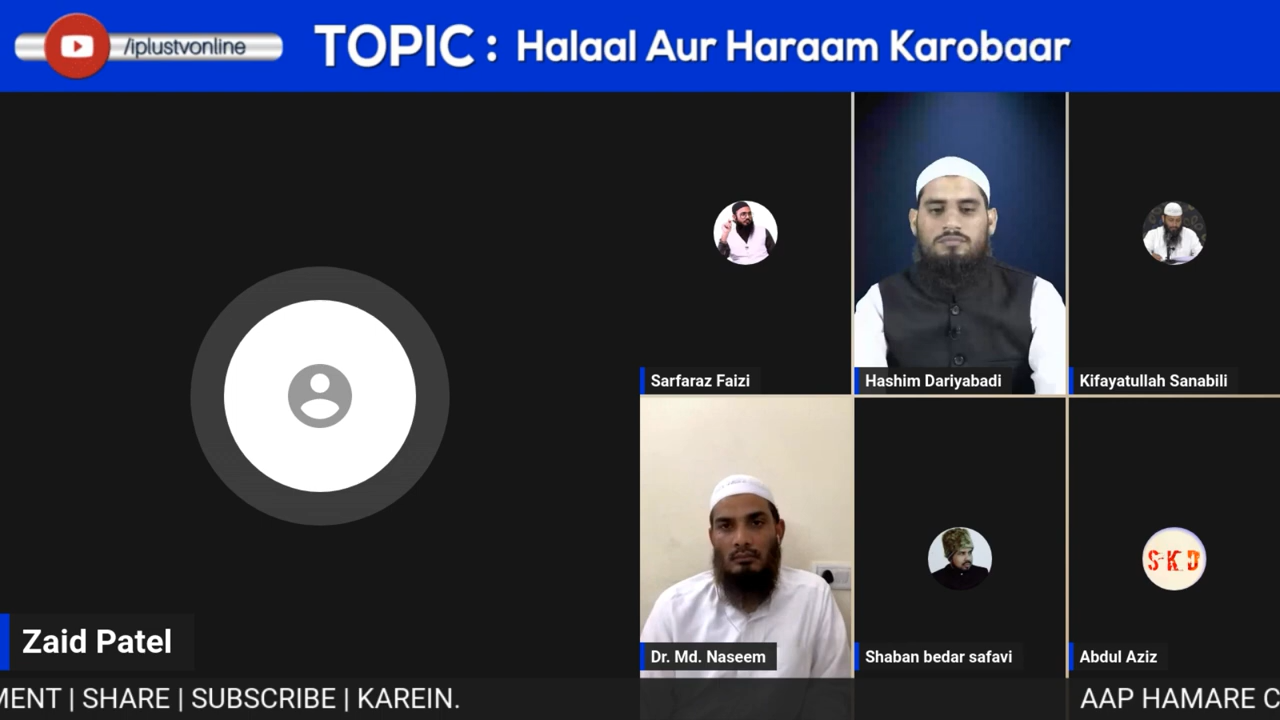 /iplustvonline
TOPIC : Halaal Aur Haraam Karobaar
Sarfaraz Faizi
Hashim Dariyabadi
Kifayatullah Sanabili
Zaid Patel
Dr. Md. Naseem
Shaban bedar safavi
S K D
Abdul Aziz
MENT | SHARE | SUBSCRIBE | KAREIN.
AAP HAMARE C